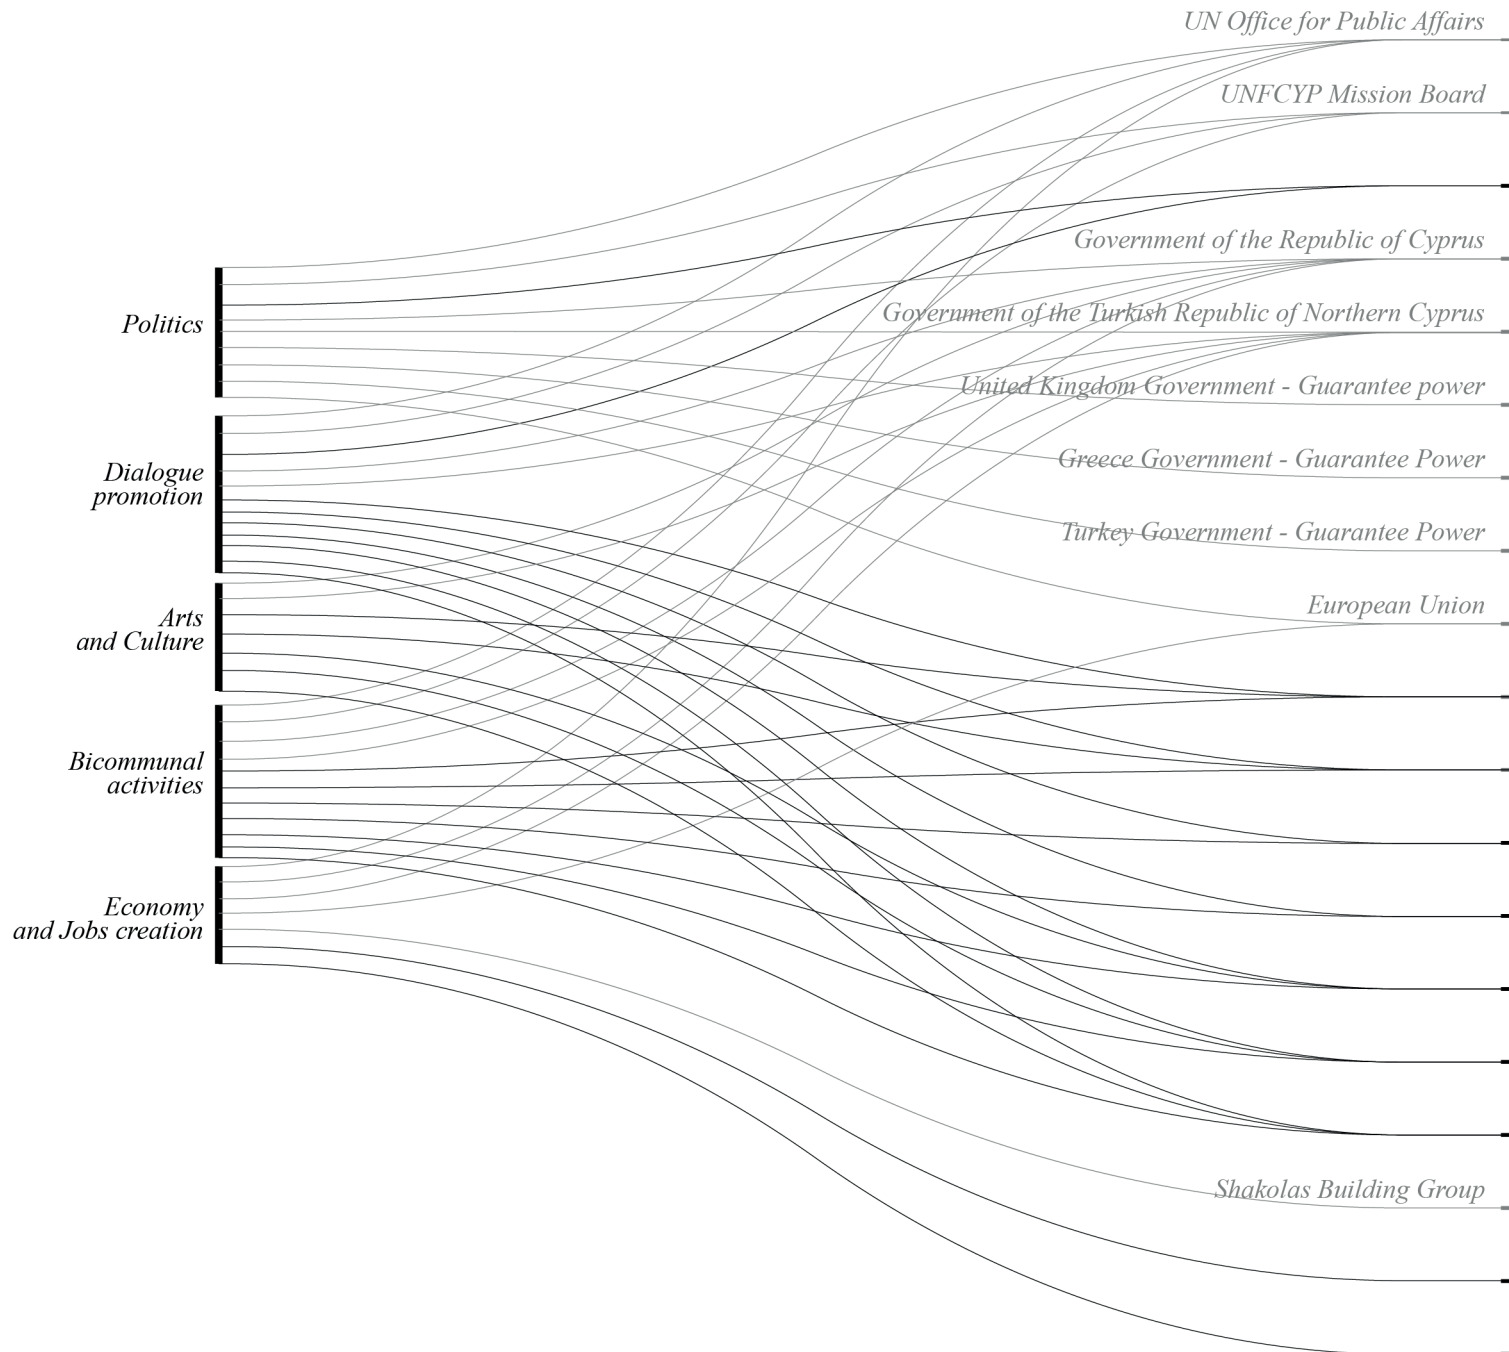 UN Office for Public Affairs
UNFCYP Mission Board
Government of the Republic of Cyprus
Government of the Turkish Republic of Northern Cyprus
Politics
United Kingdom Government - Guarantee power
Greece Government - Guarantee Power
Dialogue
promotion
Turkey Government - Guarantee Power
European Union
Arts
and Culture
Bicommunal
activities
Economy
and Jobs creation
Shakolas Building Group